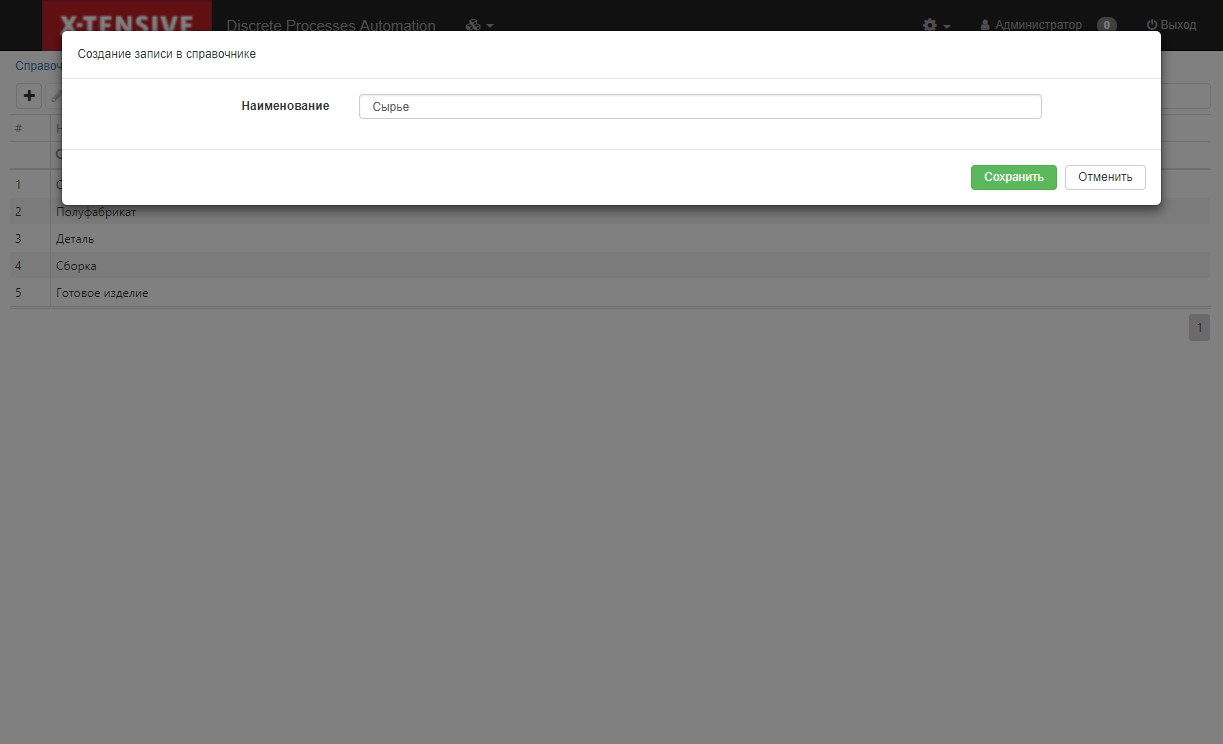 X-TENSIVE Discrete Processes Automation Администратор 0 Выход
Создание записи в справочнике
Наименование Сырье
Сохранить Отменить
#
1
2 Полуфабрикат
3 Деталь
4 Сборка
5 Готовое изделие
1